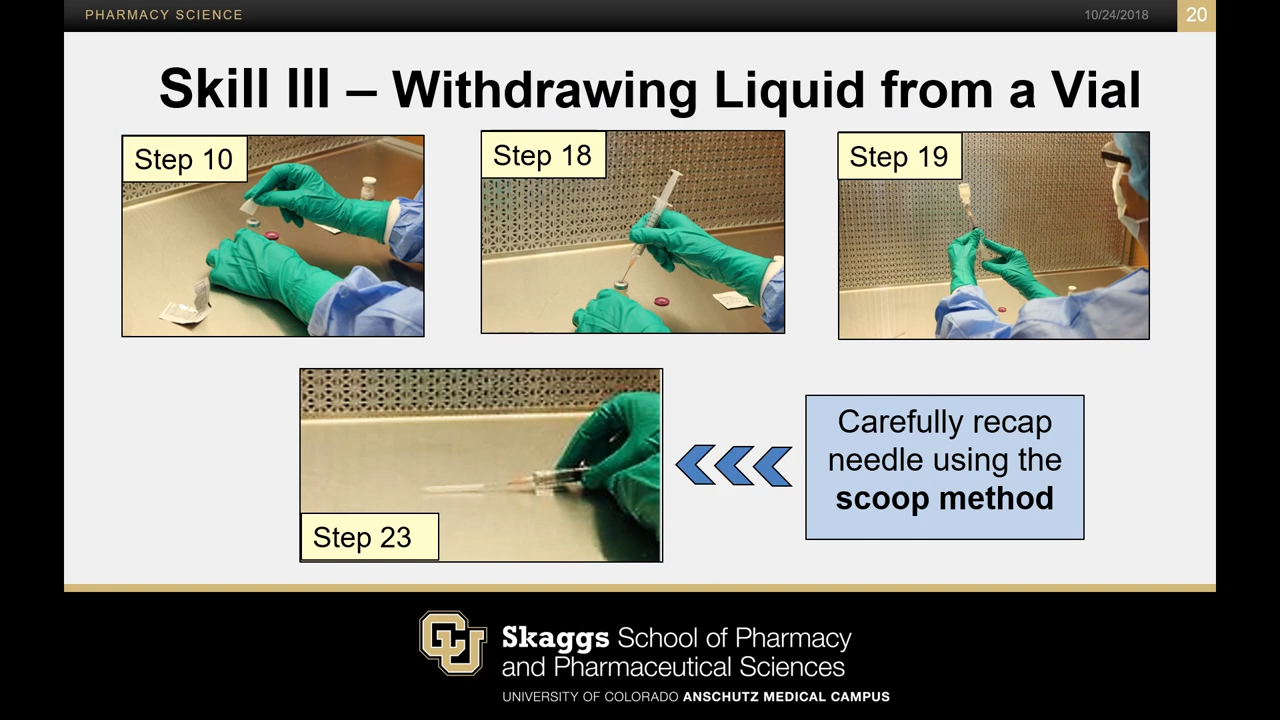 PHARMACY SCIENCE
10/24/2018
20
Skill III – Withdrawing Liquid from a Vial
Step 10
Step 18
Step 19
Step 23
Carefully recap
needle using the
scoop method
CU
Skaggs School of Pharmacy
and Pharmaceutical Sciences
UNIVERSITY OF COLORADO ANSCHUTZ MEDICAL CAMPUS